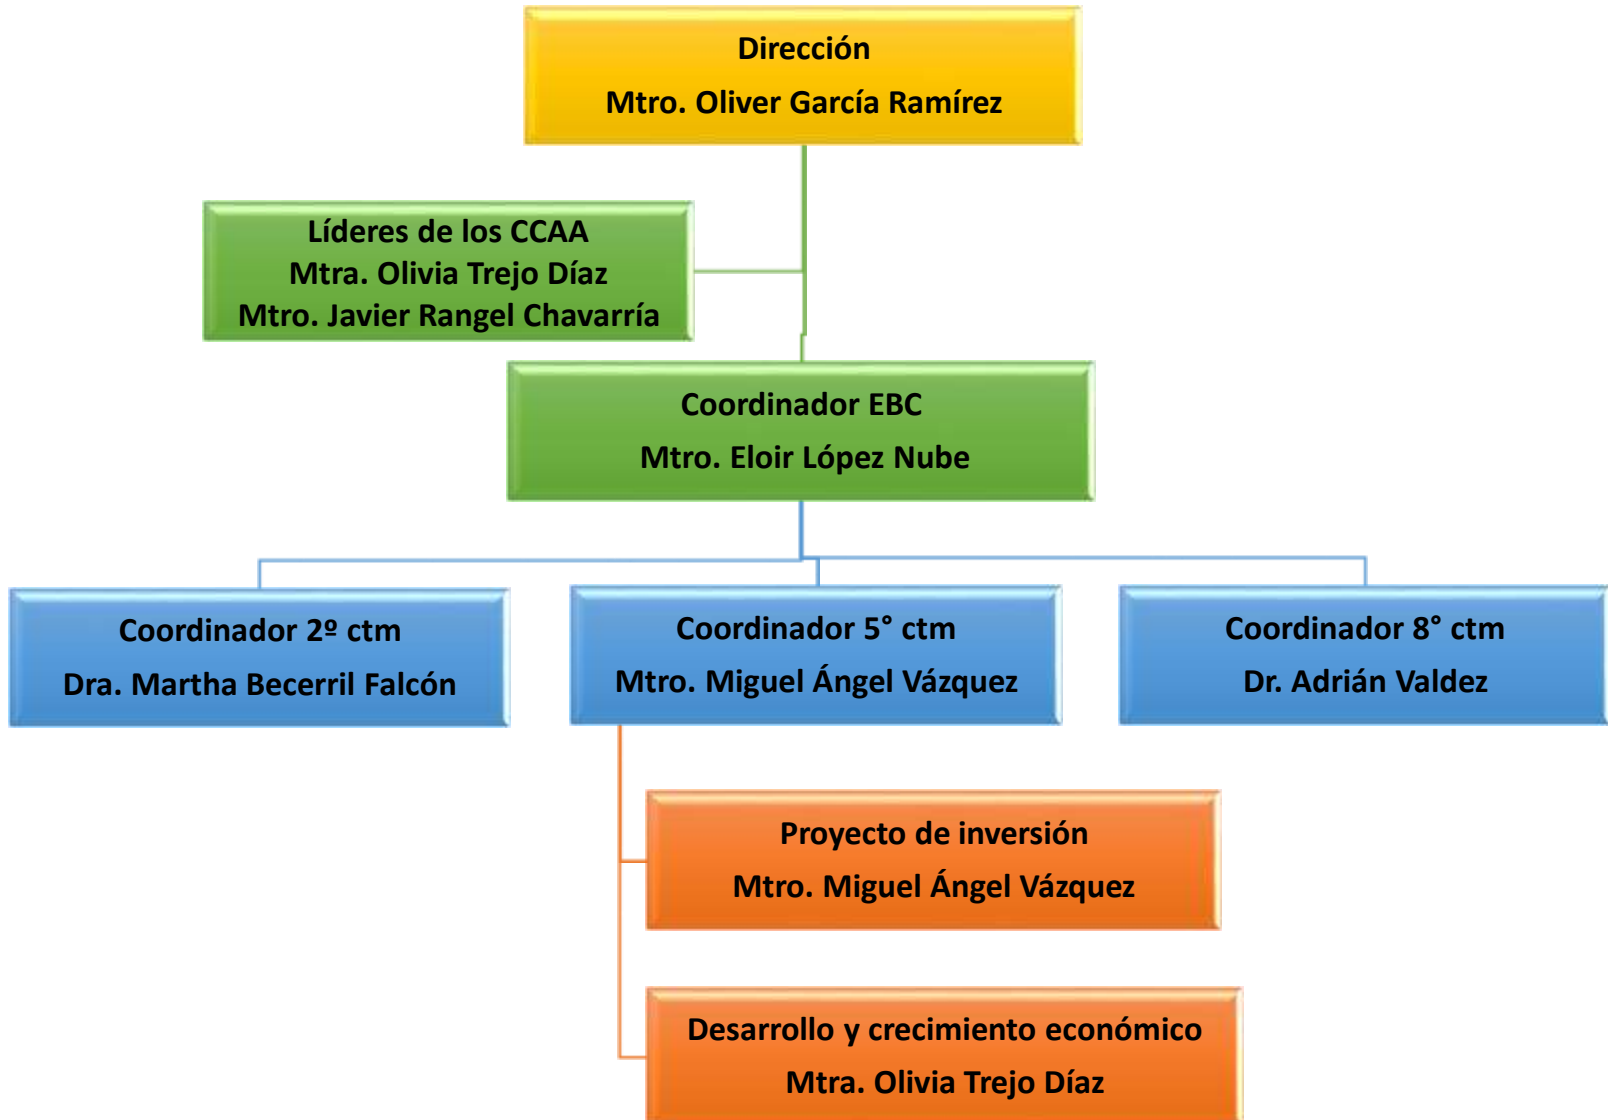 Dirección
Mtro. Oliver García Ramírez
Líderes de los CCAA
Mtra. Olivia Trejo Díaz
Mtro. Javier Rangel Chavarría
Coordinador EBC
Mtro. Eloir López Nube
Coordinador 2º ctm
Dra. Martha Becerril Falcón
Coordinador 5° ctm
Mtro. Miguel Ángel Vázquez
Coordinador 8° ctm
Dr. Adrián Valdez
Proyecto de inversión
Mtro. Miguel Ángel Vázquez
Desarrollo y crecimiento económico
Mtra. Olivia Trejo Díaz